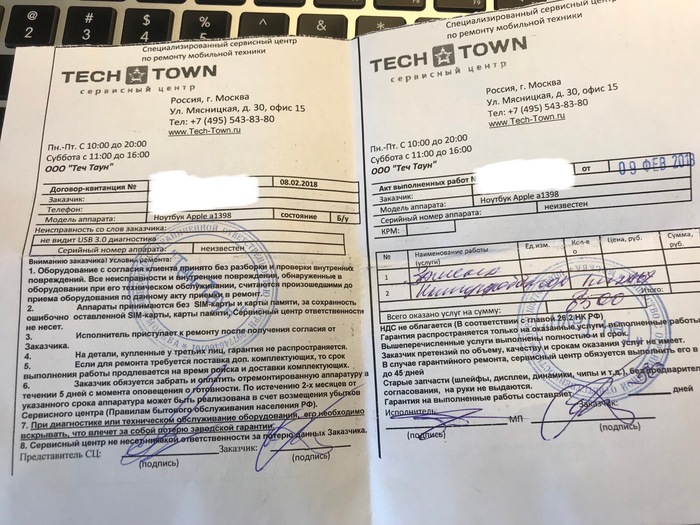 @
2
#
3
$
4
%
5
Специализированный сервисный центр
по ремонту мобильной техники
TECH TOWN
сервисный центр
Россия, г. Москва
Ул. Мясницкая, д. 30, офис 15
Тел: +7 (495) 543-83-80
www.Tech-Town.ru
Пн.-Пт. С 10:00 до 20:00
Суббота с 11:00 до 16:00
ООО "Теч Таун"
Договор-квитанция № 08.02.2018
Заказчик:
Телефон:
Модель аппарата: Ноутбук Apple a1398 состояние Б/у
Неисправность со слов заказчика:
не видит USB 3.0 диагностика
Серийный номер аппарата: неизвестен
Внимание заказчика! Условия ремонта:
1. Оборудование с согласия клиента принято без разборки и проверки внутренних
повреждений. Все неисправности и внутренние повреждения, обнаруженные в
оборудовании при его техническом обслуживании, считаются произошедшими до
приема оборудования по данному акту приема в ремонт.
2. Аппараты принимаются без SIM-карты и карты памяти, за сохранность
ошибочно оставленной SIM-карты, карты памяти Сервисный центр ответственности
не несет.
3. Исполнитель приступает к ремонту после получения согласия от
Заказчика.
4. На детали, купленные у третьих лиц, гарантия не распространяется.
5. Если для ремонта требуется поставка доп. комплектующих, то срок
выполнения работы продлевается на время поиска и доставки комплектующих.
6. Заказчик обязуется забрать и оплатить отремонтированную аппаратуру в
течении 5 дней с момента оповещения о готовности. По истечению 2-х месяцев от
указанного срока аппаратура может быть реализована в счет возмещения убытков
Сервисного центра (Правилам бытового обслуживания населения РФ).
7. При диагностике или техническом обслуживание оборудования, его необходимо
вскрывать, что влечет за собой потерю заводской гарантии.
8. Сервисный центр не несет никакой ответственности за потерю данных Заказчика.
Представитель СЦ: Заказчик:
(подпись) (подпись)
Специализированный сервисный центр
по ремонту мобильной техники
TECH TOWN
сервисный центр
Россия, г. Москва
Ул. Мясницкая, д. 30, офис 15
Тел: +7 (495) 543-83-80
www.Tech-Town.ru
Пн.-Пт. С 10:00 до 20:00
Суббота с 11:00 до 16:00
ООО "Теч Таун"
Акт выполненных работ № от 09 ФЕВ 2018
Заказчик:
Модель аппарата: Ноутбук Apple a1398
Серийный номер аппарата: неизвестен
КРМ:
№ Наименование работы (услуги) Ед.изм. Кол-во Цена, руб. Сумма, руб.
1
2
Итого:
Всего оказано услуг на сумму: 8500
НДС не облагается (В соответствии с главой 26.2 НК РФ),
Гарантия распространяется только на оказанные услуги, выполненные работы
Вышеперечисленные услуги выполнены полностью и в срок.
Заказчик претензий по объему, качеству и срокам оказания услуг не имеет.
В случае гарантийного ремонта, сервисный центр обязуется выполнить его в
до 45 дней
Старые запчасти (шлейфы, дисплеи, динамики, чипы и т.д.), без предварител
согласования, на руки не выдаются.
Гарантия на выполненные работы составляет дней
Исполнитель Заказчик:
МП
(подпись) (подпись)